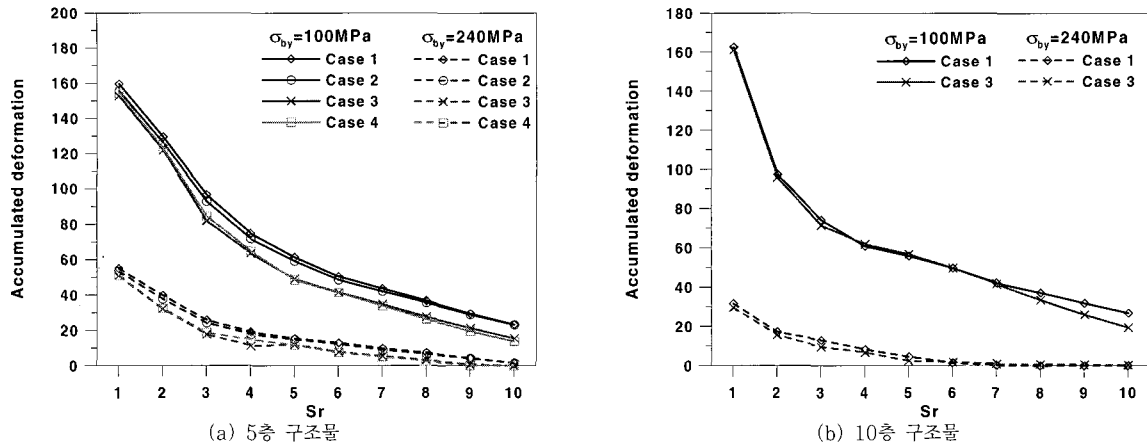 200
180
160
140
120
100
80
60
40
20
0
Accumulated deformation
σby=100MPa σby=240MPa
Case 1 Case 1
Case 2 Case 2
Case 3 Case 3
Case 4 Case 4
1 2 3 4 5 6 7 8 9 10
Sr
(a) 5층 구조물
180
160
140
120
100
80
60
40
20
0
Accumulated deformation
σby=100MPa σby=240MPa
Case 1 Case 1
Case 3 Case 3
1 2 3 4 5 6 7 8 9 10
Sr
(b) 10층 구조물